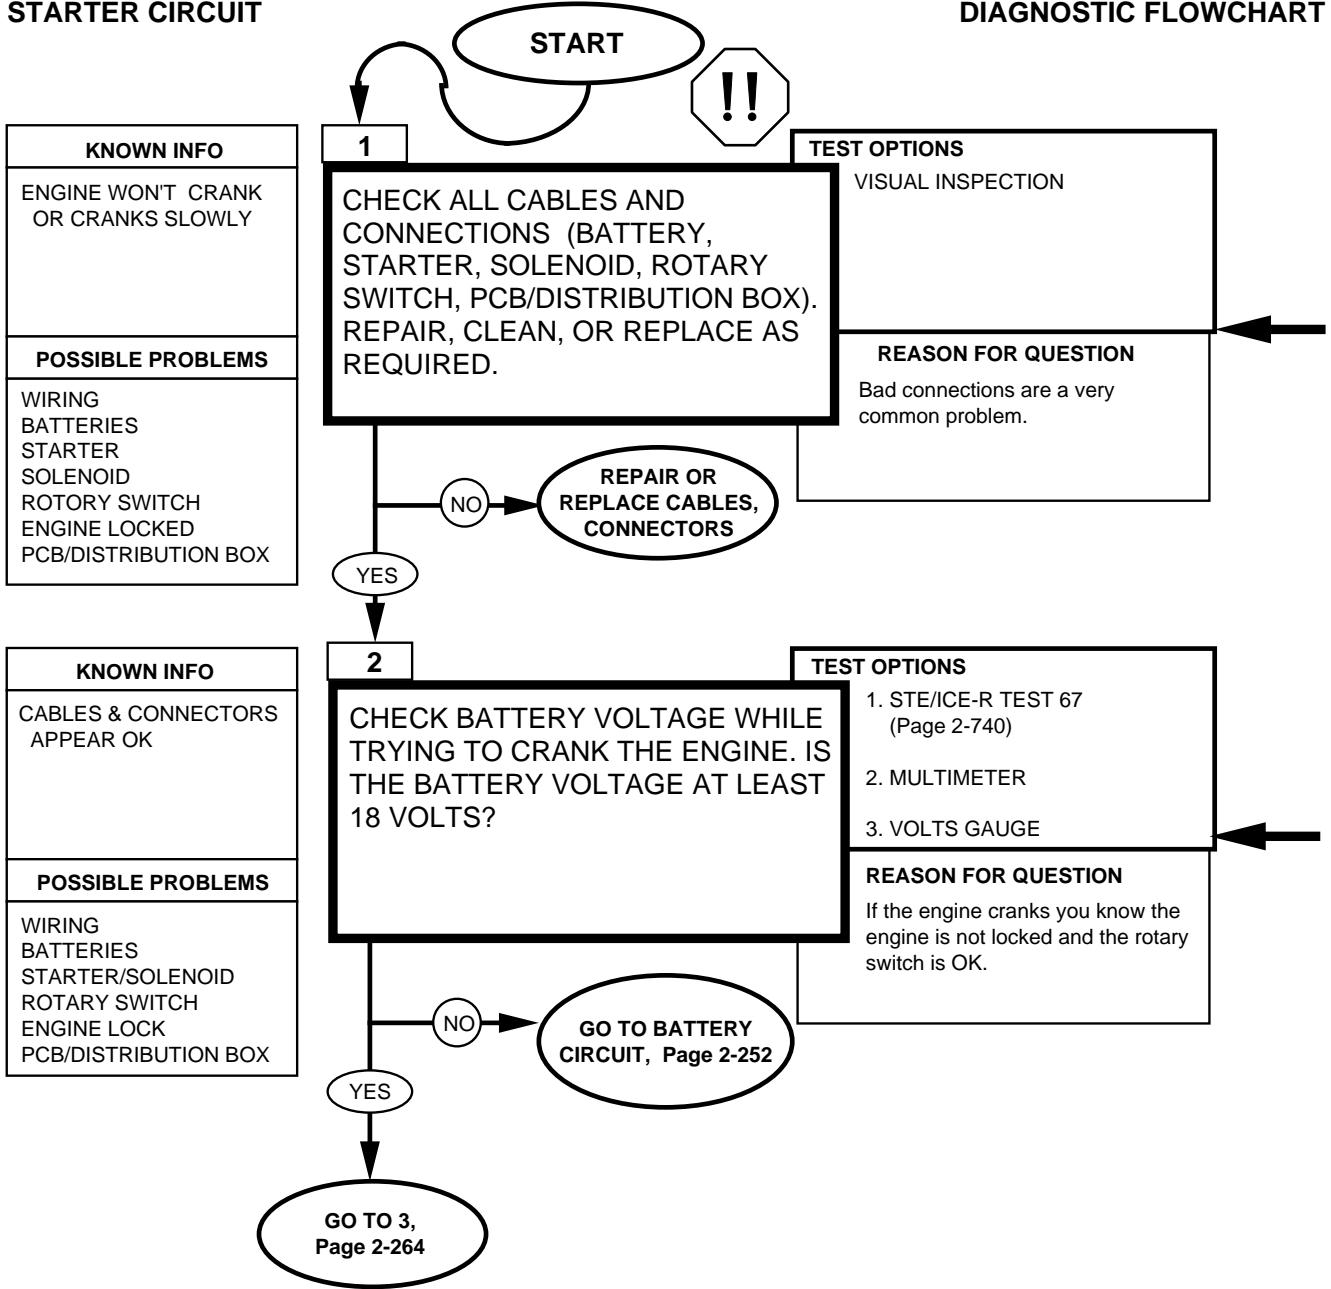 STARTER CIRCUIT
DIAGNOSTIC FLOWCHART
START
!!
KNOWN INFO
ENGINE WON'T CRANK
OR CRANKS SLOWLY
POSSIBLE PROBLEMS
WIRING
BATTERIES
STARTER
SOLENOID
ROTORY SWITCH
ENGINE LOCKED
PCB/DISTRIBUTION BOX
1
CHECK ALL CABLES AND
CONNECTIONS (BATTERY,
STARTER, SOLENOID, ROTARY
SWITCH, PCB/DISTRIBUTION BOX).
REPAIR, CLEAN, OR REPLACE AS
REQUIRED.
TEST OPTIONS
VISUAL INSPECTION
REASON FOR QUESTION
Bad connections are a very
common problem.
NO
REPAIR OR
REPLACE CABLES,
CONNECTORS
YES
KNOWN INFO
CABLES & CONNECTORS
APPEAR OK
POSSIBLE PROBLEMS
WIRING
BATTERIES
STARTER/SOLENOID
ROTARY SWITCH
ENGINE LOCK
PCB/DISTRIBUTION BOX
2
CHECK BATTERY VOLTAGE WHILE
TRYING TO CRANK THE ENGINE. IS
THE BATTERY VOLTAGE AT LEAST
18 VOLTS?
TEST OPTIONS
1. STE/ICE-R TEST 67
(Page 2-740)
2. MULTIMETER
3. VOLTS GAUGE
REASON FOR QUESTION
If the engine cranks you know the
engine is not locked and the rotary
switch is OK.
NO
GO TO BATTERY
CIRCUIT, Page 2-252
YES
GO TO 3,
Page 2-264